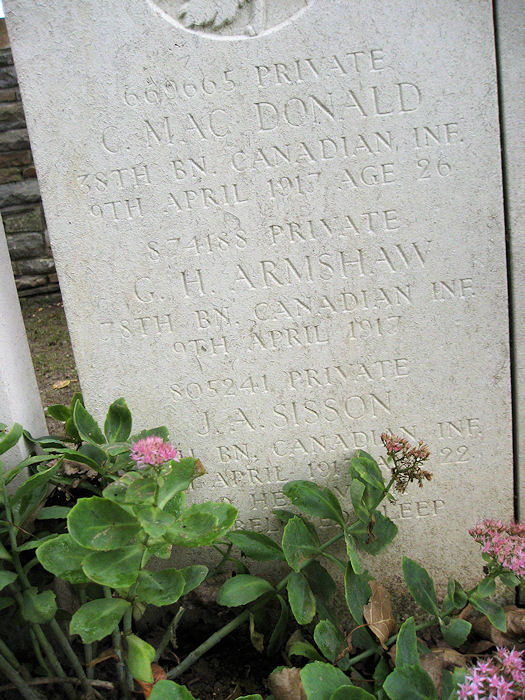 669665 PRIVATE
C. MAC DONALD
38TH BN. CANADIAN INF.
9TH APRIL 1917 AGE 26
874188 PRIVATE
G. H. ARMSHAW
78TH BN. CANADIAN INF.
9TH APRIL 1917
805241 PRIVATE
J. A. SISSON
BN. CANADIAN INF.
APRIL 22